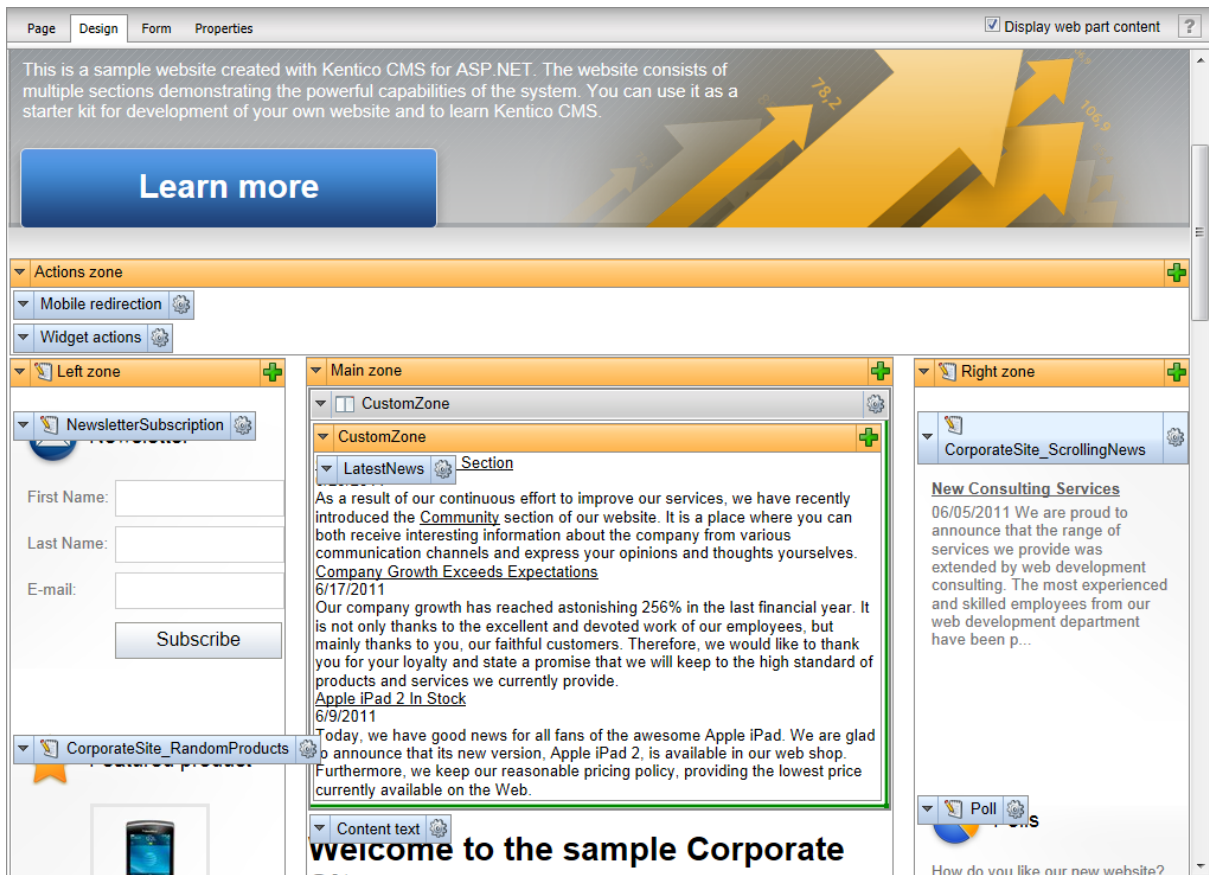 Page Design Form Properties Display web part content ?
This is a sample website created with Kentico CMS for ASP.NET. The website consists of
multiple sections demonstrating the powerful capabilities of the system. You can use it as a
starter kit for development of your own website and to learn Kentico CMS.
78,2
106,9
Learn more
Actions zone
Mobile redirection
Widget actions
Left zone
NewsletterSubscription
Newsletter
First Name:
Last Name:
E-mail:
Subscribe
CorporateSite_RandomProducts
Featured product
Main zone
CustomZone
CustomZone
LatestNews
Section
As a result of our continuous effort to improve our services, we have recently
introduced the Community section of our website. It is a place where you can
both receive interesting information about the company from various
communication channels and express your opinions and thoughts yourselves.
Company Growth Exceeds Expectations
6/17/2011
Our company growth has reached astonishing 256% in the last financial year. It
is not only thanks to the excellent and devoted work of our employees, but
mainly thanks to you, our faithful customers. Therefore, we would like to thank
you for your loyalty and state a promise that we will keep to the high standard of
products and services we currently provide.
Apple iPad 2 In Stock
6/9/2011
Today, we have good news for all fans of the awesome Apple iPad. We are glad
to announce that its new version, Apple iPad 2, is available in our web shop.
Furthermore, we keep our reasonable pricing policy, providing the lowest price
currently available on the Web.
Content text
Welcome to the sample Corporate
Right zone
CorporateSite_ScrollingNews
New Consulting Services
06/05/2011 We are proud to
announce that the range of
services we provide was
extended by web development
consulting. The most experienced
and skilled employees from our
web development department
have been p...
Poll
Polls
How do you like our new website?